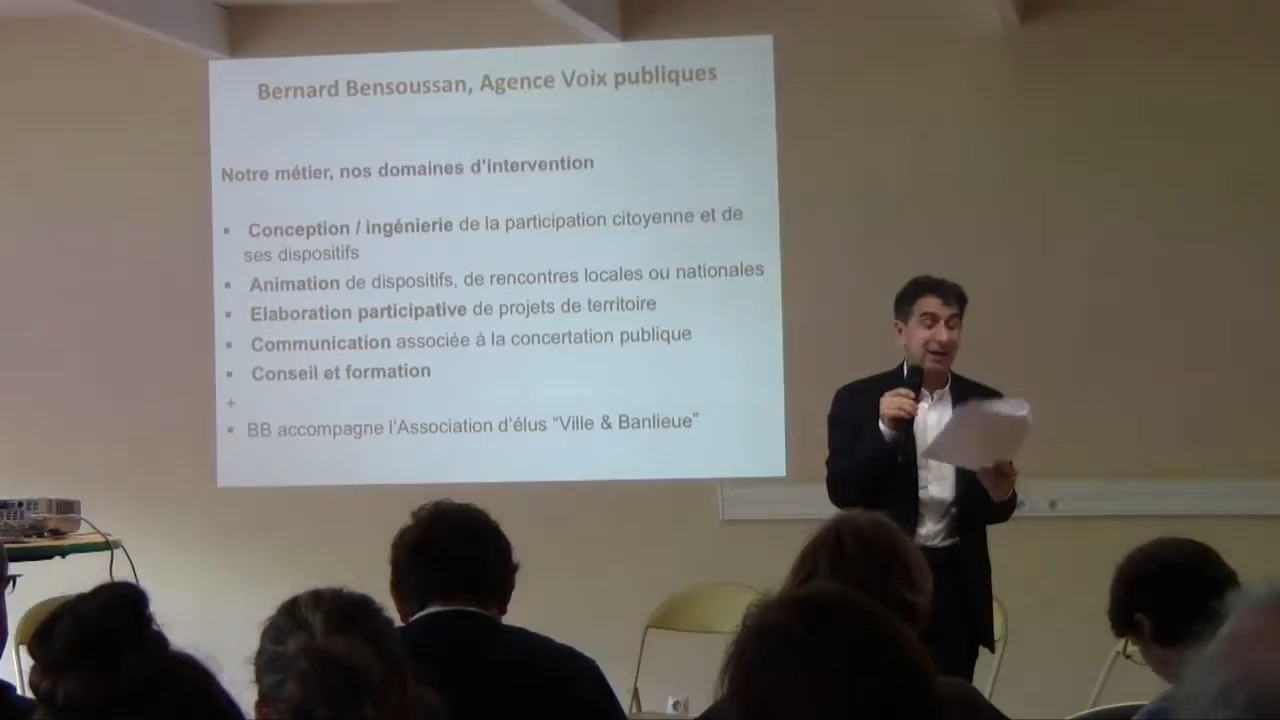 Bernard Bensoussan, Agence Voix publiques
Notre métier, nos domaines d'intervention
▪ Conception / ingénierie de la participation citoyenne et de
ses dispositifs
▪ Animation de dispositifs, de rencontres locales ou nationales
▪ Elaboration participative de projets de territoire
▪ Communication associée à la concertation publique
▪ Conseil et formation
+
▪ BB accompagne l'Association d'élus "Ville & Banlieue"